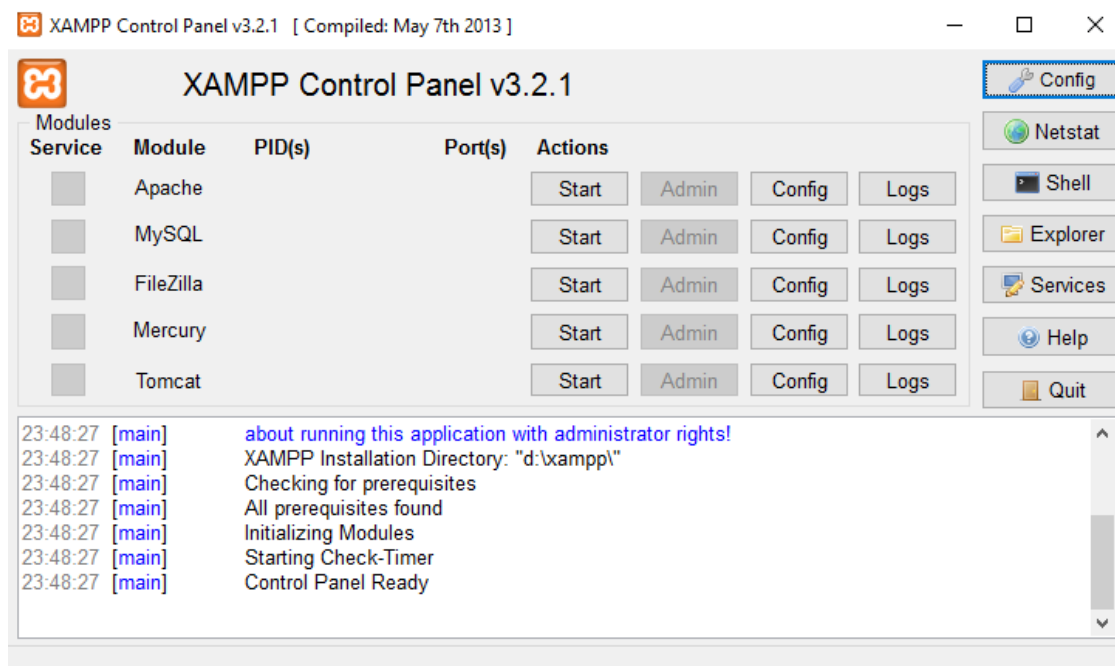 XAMPP Control Panel v3.2.1 [ Compiled: May 7th 2013 ]
XAMPP Control Panel v3.2.1
Config
Netstat
Shell
Explorer
Services
Help
Quit
Modules
Service Module PID(s) Port(s) Actions
Apache Start Admin Config Logs
MySQL Start Admin Config Logs
FileZilla Start Admin Config Logs
Mercury Start Admin Config Logs
Tomcat Start Admin Config Logs
23:48:27 [main] about running this application with administrator rights!
23:48:27 [main] XAMPP Installation Directory: "d:\xampp\"
23:48:27 [main] Checking for prerequisites
23:48:27 [main] All prerequisites found
23:48:27 [main] Initializing Modules
23:48:27 [main] Starting Check-Timer
23:48:27 [main] Control Panel Ready